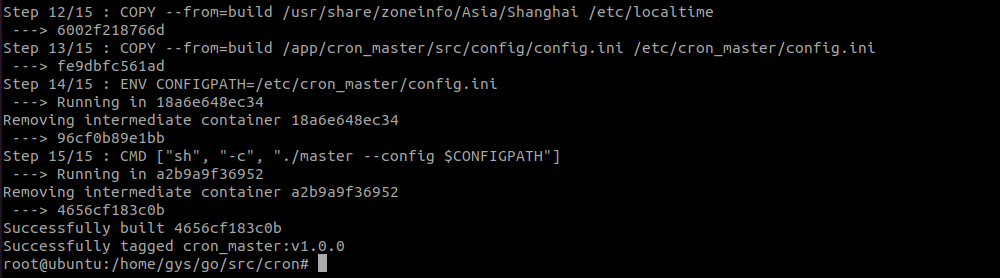 Step 12/15 : COPY --from=build /usr/share/zoneinfo/Asia/Shanghai /etc/localtime
 ---> 6002f218766d
Step 13/15 : COPY --from=build /app/cron_master/src/config/config.ini /etc/cron_master/config.ini
 ---> fe9dbfc561ad
Step 14/15 : ENV CONFIGPATH=/etc/cron_master/config.ini
 ---> Running in 18a6e648ec34
Removing intermediate container 18a6e648ec34
 ---> 96cf0b89e1bb
Step 15/15 : CMD ["sh", "-c", "./master --config $CONFIGPATH"]
 ---> Running in a2b9a9f36952
Removing intermediate container a2b9a9f36952
 ---> 4656cf183c0b
Successfully built 4656cf183c0b
Successfully tagged cron_master:v1.0.0
root@ubuntu:/home/gys/go/src/cron#